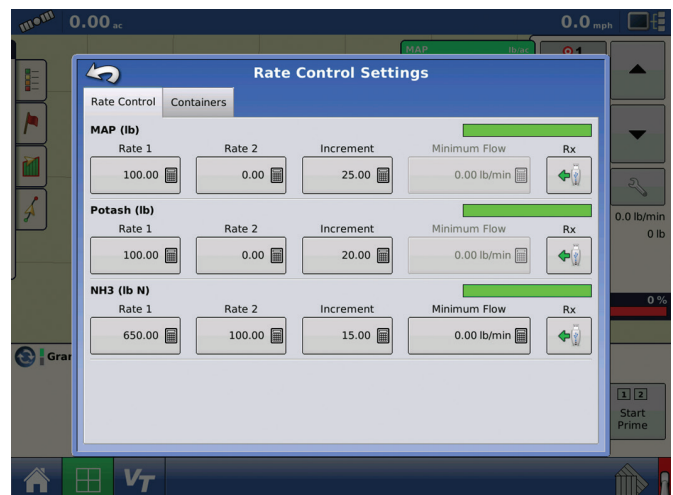 0.00 ac
0.0 mph
MAP lb/ac
1
Rate Control Settings
Rate Control Containers
MAP (lb)
Rate 1 Rate 2 Increment Minimum Flow Rx
100.00 0.00 25.00 0.00 lb/min
Potash (lb)
Rate 1 Rate 2 Increment Minimum Flow Rx
0.0 lb/min
100.00 0.00 20.00 0.00 lb/min
0 lb
NH3 (lb N)
0 %
Rate 1 Rate 2 Increment Minimum Flow Rx
650.00 100.00 15.00 0.00 lb/min
Gran
1 2
Start
Prime
VT